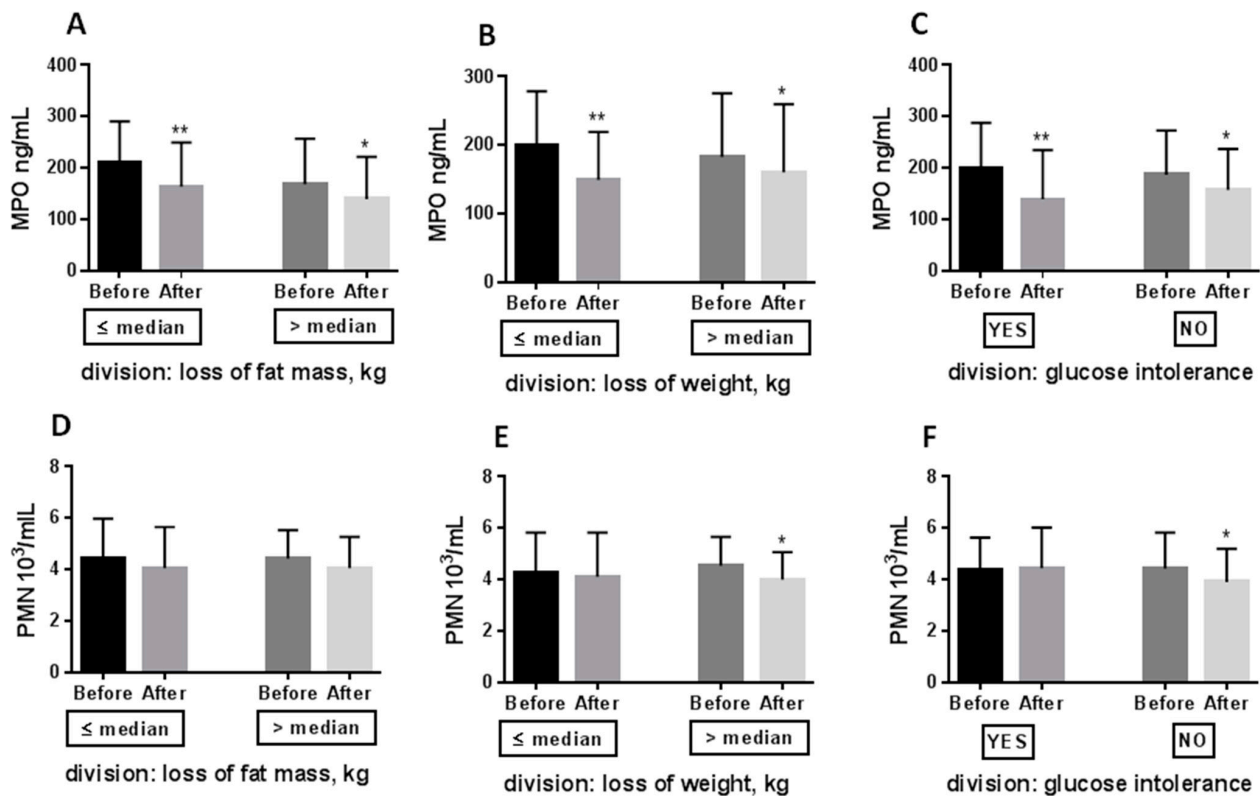 A
MPO ng/mL
400
300
200
100
0
**
*
Before After Before After
≤ median > median
division: loss of fat mass, kg
B
MPO ng/mL
300
200
100
0
**
*
Before After Before After
≤ median > median
division: loss of weight, kg
C
MPO ng/mL
400
300
200
100
0
**
*
Before After Before After
YES NO
division: glucose intolerance
D
PMN 10³/mlL
8
6
4
2
0
Before After Before After
≤ median > median
division: loss of fat mass, kg
E
PMN 10³/mL
8
6
4
2
0
*
Before After Before After
≤ median > median
division: loss of weight, kg
F
PMN 10³/mL
8
6
4
2
0
*
Before After Before After
YES NO
division: glucose intolerance